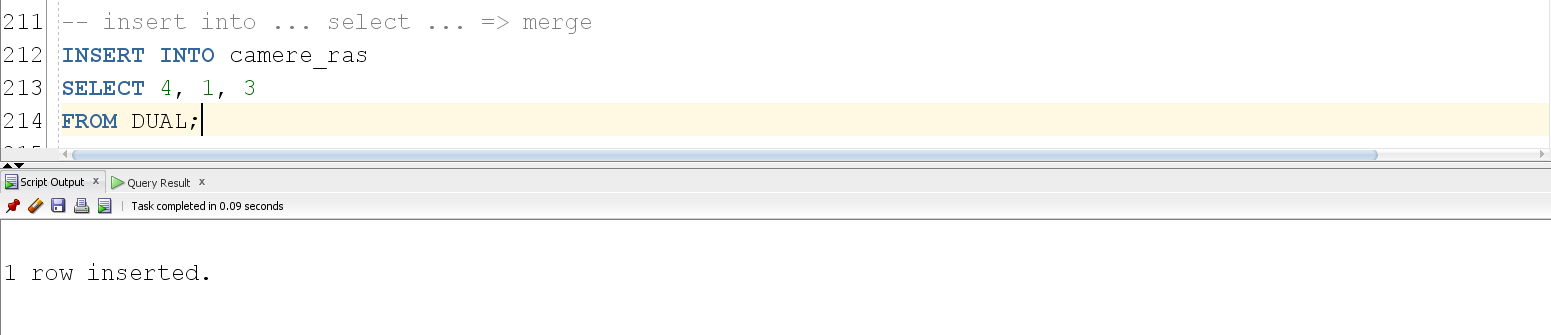 211 -- insert into ... select ... => merge
212 INSERT INTO camere_ras
213 SELECT 4, 1, 3
214 FROM DUAL;
Script Output x Query Result x
Task completed in 0.09 seconds
1 row inserted.